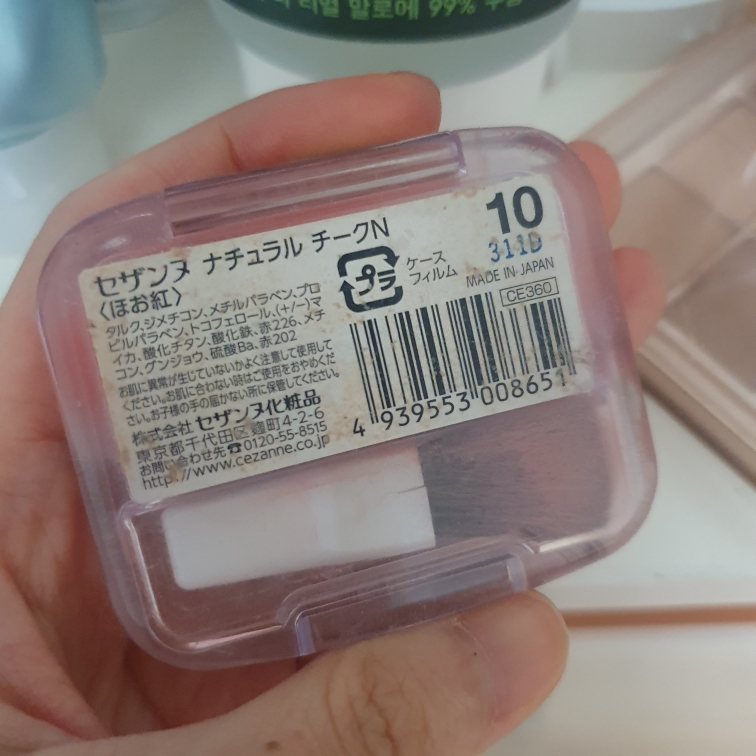 리얼 알로에 99% 수
セザンヌ ナチュラル チークN
〈ほお紅〉
タルク、ジメチコン、メチルパラベン、プロ
ピルパラベン、トコフェロール、(+/-)マ
イカ、酸化チタン、酸化鉄、赤226、メチ
コン、グンジョウ、硫酸Ba、赤202
お肌に異常が生じていないかよく注意して使用して
ください。お肌に合わない時はご使用をおやめくだ
さい。お子様の手の届かない所に保管してください。
株式会社 セザンヌ化粧品
東京都千代田区麹町4-2-6
お問い合わせ先☎0120-55-8515
http://www.cezanne.co.jp
プラ
ケース
フィルム
10
311D
MADE IN JAPAN
CE360
4 939553 008651